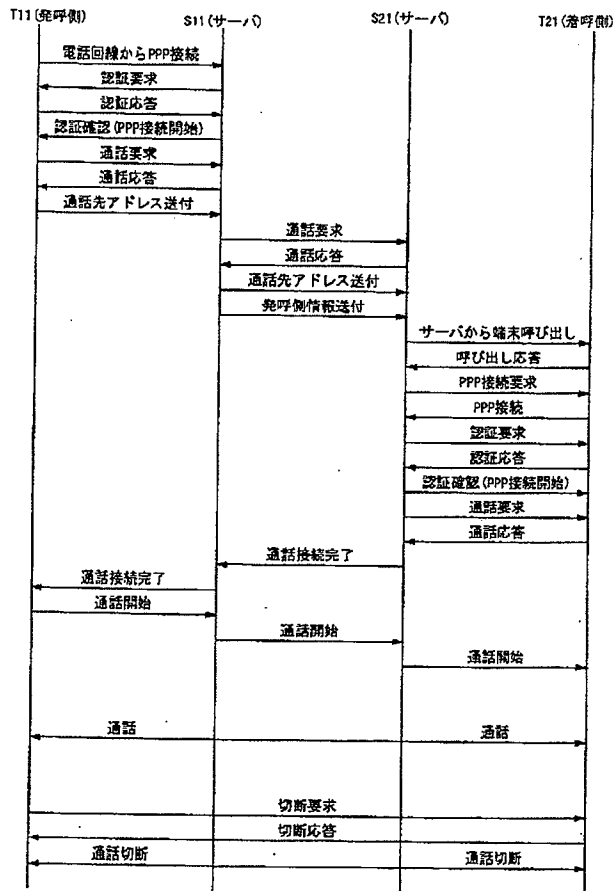 T11(発呼側)
S11(サーバ)
S21(サーバ)
T21(着呼側)
電話回線からPPP接続
認証要求
認証応答
認証確認(PPP接続開始)
通話要求
通話応答
通話先アドレス送付
通話要求
通話応答
通話先アドレス送付
発呼側情報送付
サーバから端末呼び出し
呼び出し応答
PPP接続要求
PPP接続
認証要求
認証応答
認証確認(PPP接続開始)
通話要求
通話応答
通話接続完了
通話接続完了
通話開始
通話開始
通話開始
通話
通話
切断要求
切断応答
通話切断
通話切断